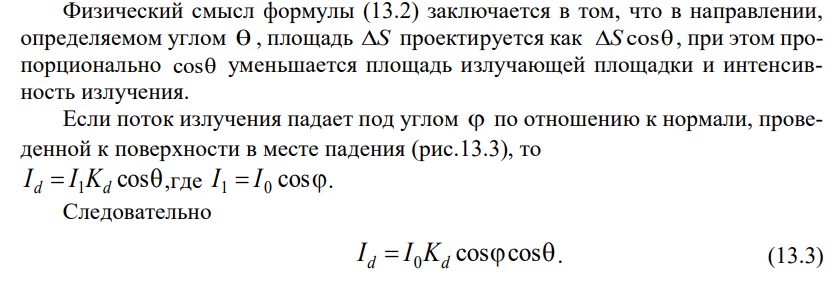 Физический смысл формулы (13.2) заключается в том, что в направлении,
определяемом углом Θ , площадь ΔS проектируется как ΔS cosθ, при этом про-
порционально cosθ уменьшается площадь излучающей площадки и интенсив-
ность излучения.
Если поток излучения падает под углом φ по отношению к нормали, прове-
денной к поверхности в месте падения (рис.13.3), то
I_d = I_1 K_d cosθ,где I_1 = I_0 cosφ.
Следовательно
I_d = I_0 K_d cosφcosθ. (13.3)